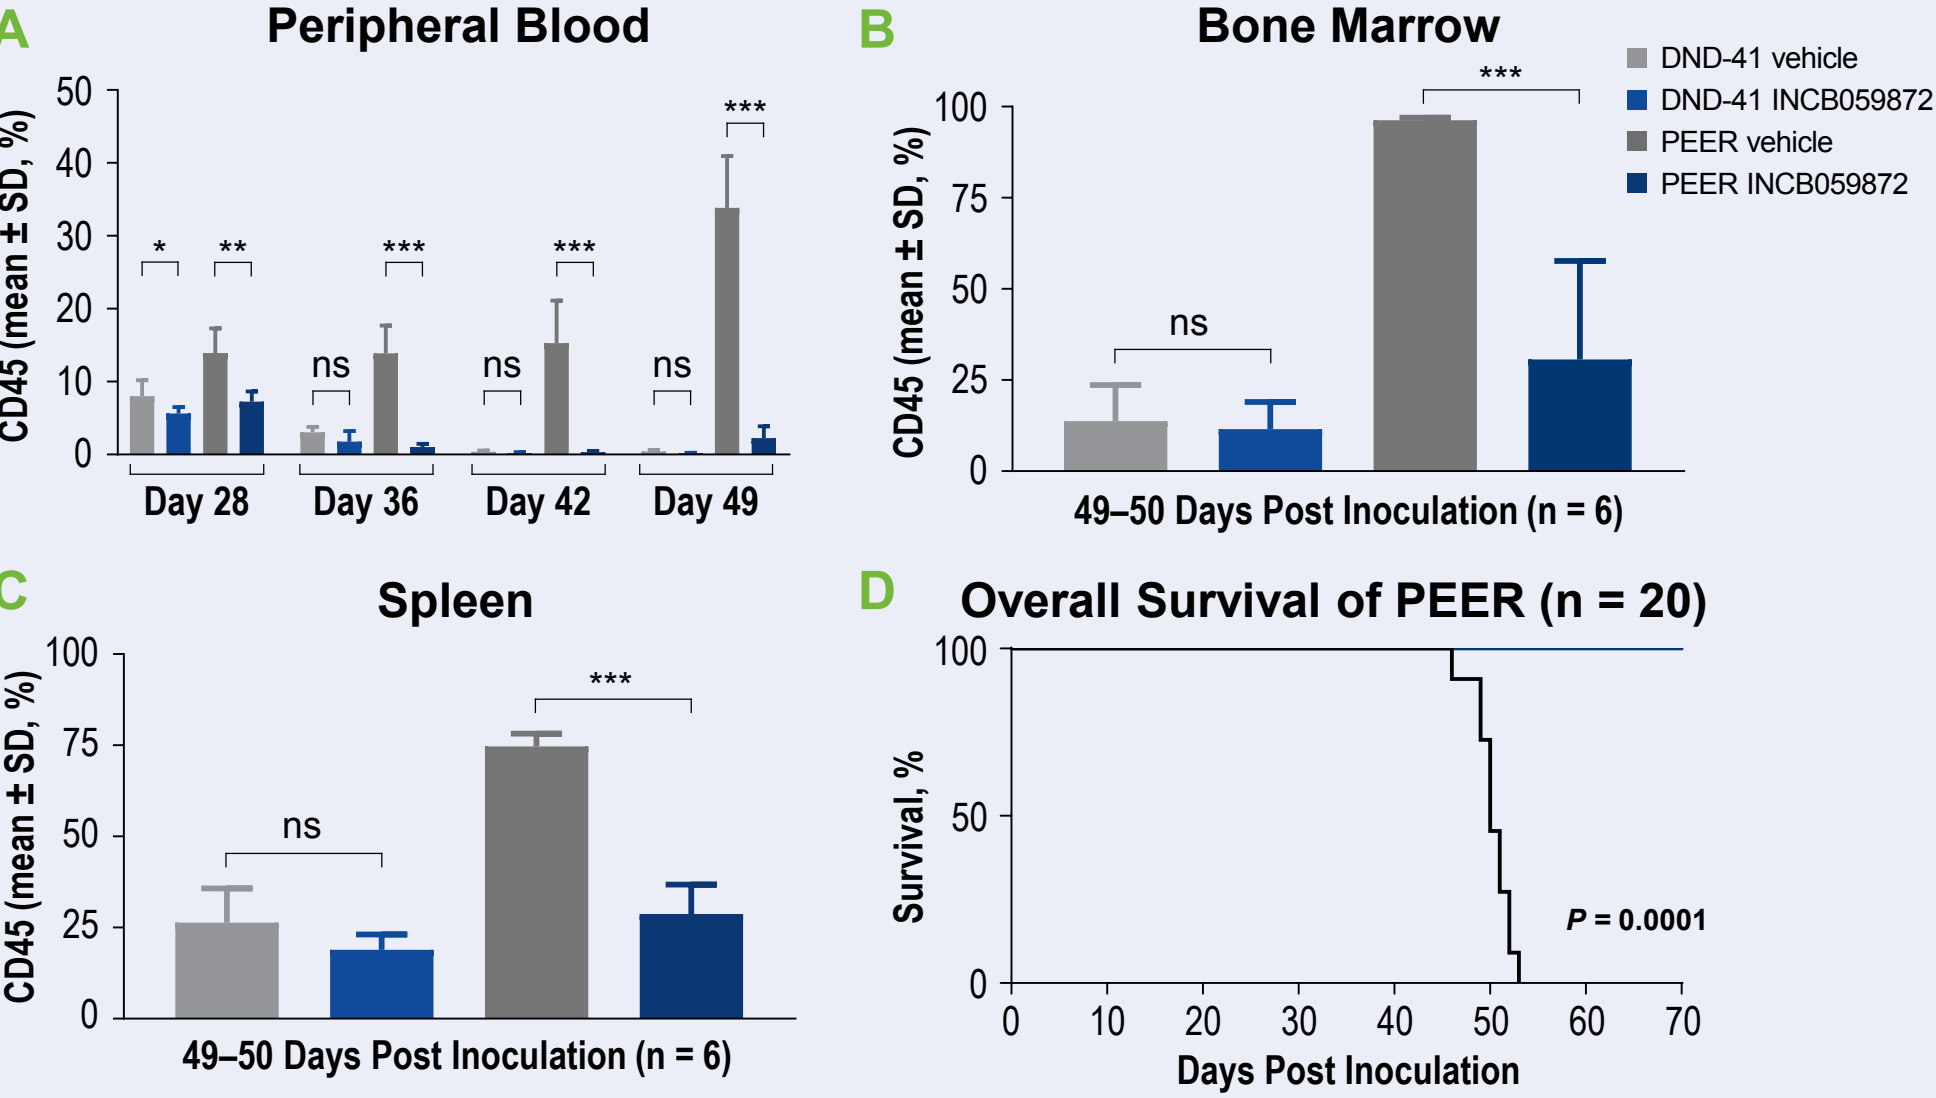 A
Peripheral Blood
CD45 (mean ± SD, %)
50
40
30
20
10
0
*
**
ns
***
ns
***
ns
***
Day 28
Day 36
Day 42
Day 49
B
Bone Marrow
CD45 (mean ± SD, %)
100
75
50
25
0
ns
***
49–50 Days Post Inoculation (n = 6)
DND-41 vehicle
DND-41 INCB059872
PEER vehicle
PEER INCB059872
C
Spleen
CD45 (mean ± SD, %)
100
75
50
25
0
ns
***
49–50 Days Post Inoculation (n = 6)
D
Overall Survival of PEER (n = 20)
Survival, %
100
50
0
P = 0.0001
0 10 20 30 40 50 60 70
Days Post Inoculation